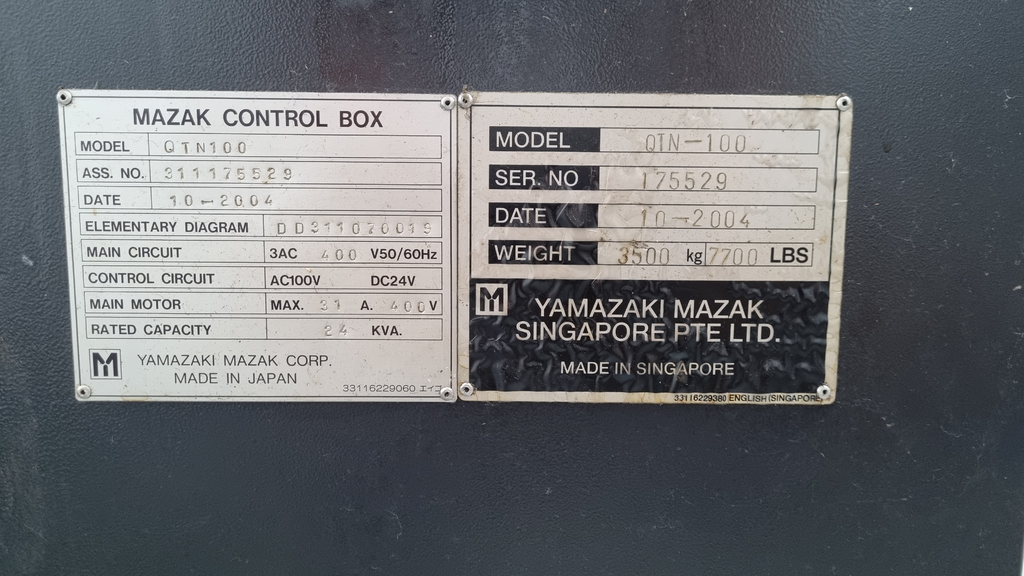 MAZAK CONTROL BOX
MODEL QTN100
ASS. NO. 311175529
DATE 10-2004
ELEMENTARY DIAGRAM DD311070019
MAIN CIRCUIT 3AC 400 V50/60Hz
CONTROL CIRCUIT AC100V DC24V
MAIN MOTOR MAX. 31 A. 400V
RATED CAPACITY 24 KVA.
YAMAZAKI MAZAK CORP.
MADE IN JAPAN
33116229060 エイコ
MODEL QTN-100
SER. NO 175529
DATE 10-2004
WEIGHT 3500 kg 7700 LBS
YAMAZAKI MAZAK
SINGAPORE PTE LTD.
MADE IN SINGAPORE
33116229380 ENGLISH (SINGAPORE